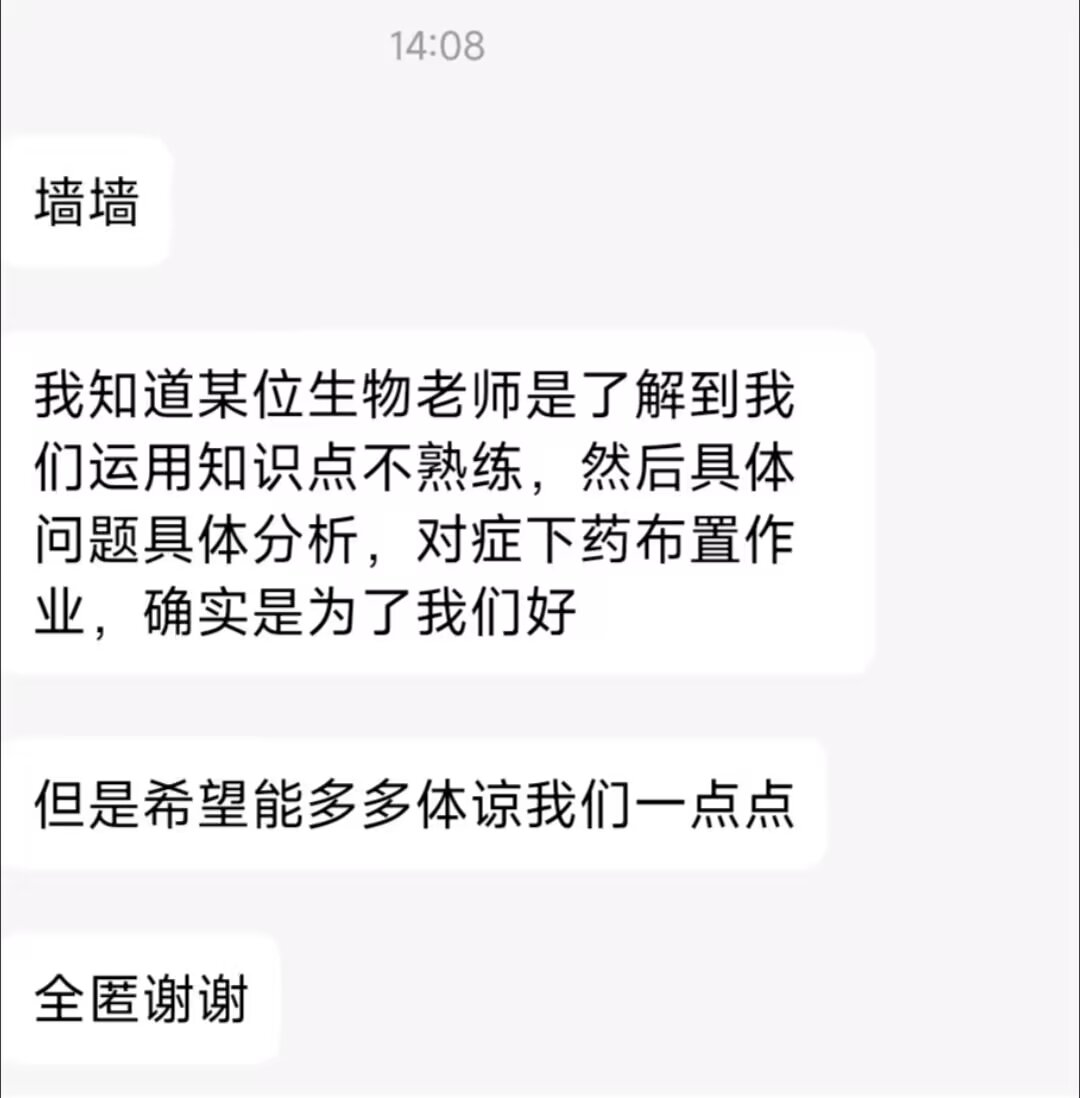 14:08
墙墙
我知道某位生物老师是了解到我
们运用知识点不熟练，然后具体
问题具体分析，对症下药布置作
业，确实是为了我们好
但是希望能多多体谅我们一点点
全匿谢谢